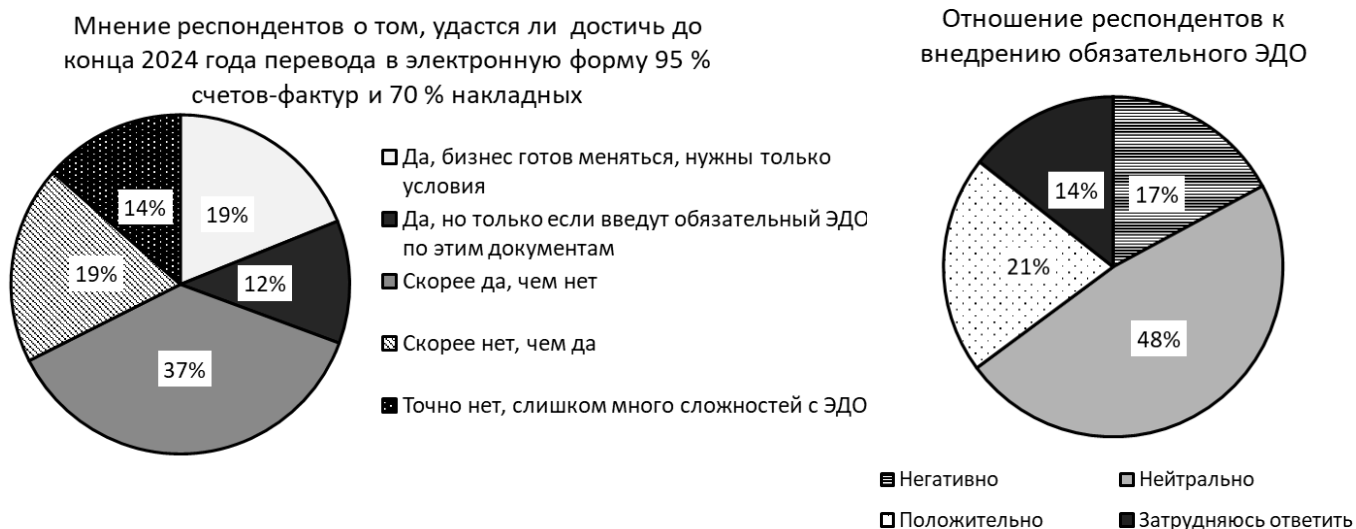 Мнение респондентов о том, удастся ли достичь до
конца 2024 года перевода в электронную форму 95 %
счетов-фактур и 70 % накладных
19%
12%
37%
19%
14%
Да, бизнес готов меняться, нужны только
условия
Да, но только если введут обязательный ЭДО
по этим документам
Скорее да, чем нет
Скорее нет, чем да
Точно нет, слишком много сложностей с ЭДО
Отношение респондентов к
внедрению обязательного ЭДО
17%
48%
21%
14%
Негативно
Нейтрально
Положительно
Затрудняюсь ответить